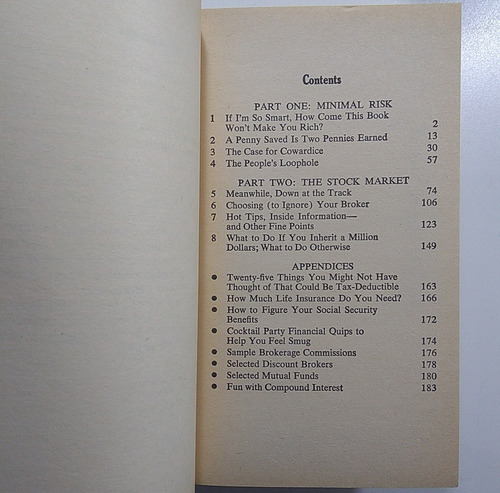 Contents
PART ONE: MINIMAL RISK
1 If I'm So Smart, How Come This Book
Won't Make You Rich? 2
2 A Penny Saved Is Two Pennies Earned 13
3 The Case for Cowardice 30
4 The People's Loophole 57
PART TWO: THE STOCK MARKET
5 Meanwhile, Down at the Track 74
6 Choosing (to Ignore) Your Broker 106
7 Hot Tips, Inside Information—
and Other Fine Points 123
8 What to Do If You Inherit a Million
Dollars; What to Do Otherwise 149
APPENDICES
• Twenty-five Things You Might Not Have
Thought of That Could Be Tax-Deductible 163
• How Much Life Insurance Do You Need? 166
• How to Figure Your Social Security
Benefits 172
• Cocktail Party Financial Quips to
Help You Feel Smug 174
• Sample Brokerage Commissions 176
• Selected Discount Brokers 178
• Selected Mutual Funds 180
• Fun with Compound Interest 183